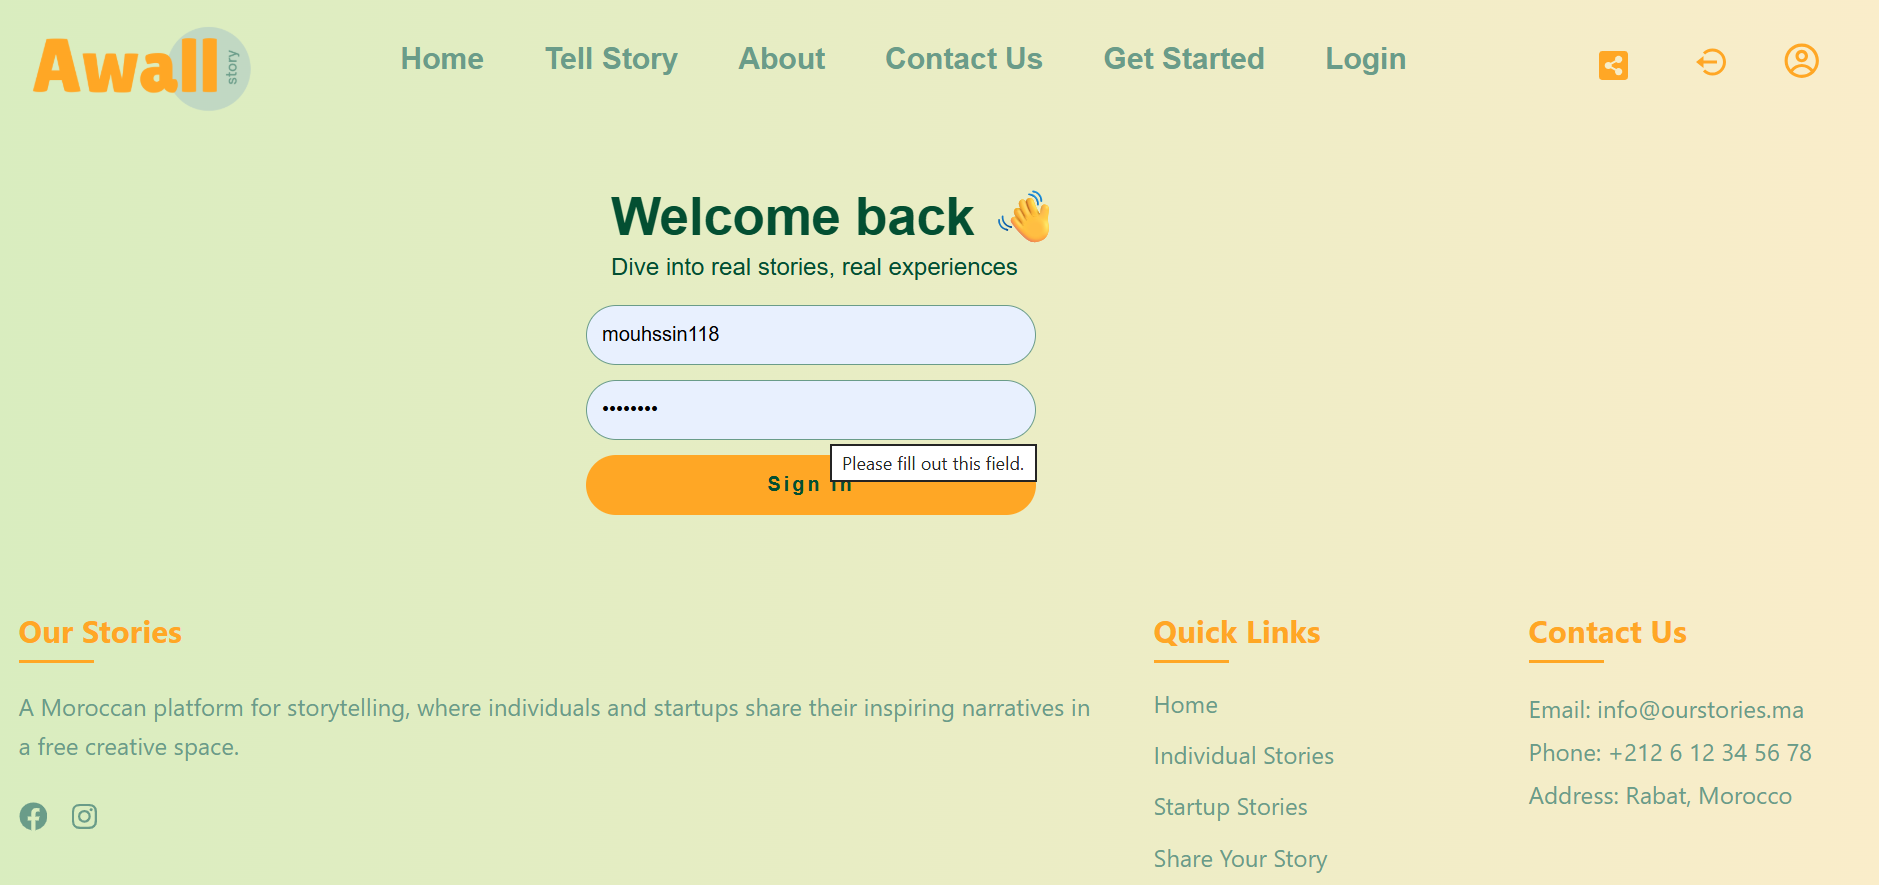 Awall story
Home Tell Story About Contact Us Get Started Login
Welcome back 👋
Dive into real stories, real experiences
mouhssin118
••••••••
Please fill out this field.
Sign in
Our Stories
A Moroccan platform for storytelling, where individuals and startups share their inspiring narratives in
a free creative space.
Quick Links
Home
Individual Stories
Startup Stories
Share Your Story
Contact Us
Email: info@ourstories.ma
Phone: +212 6 12 34 56 78
Address: Rabat, Morocco